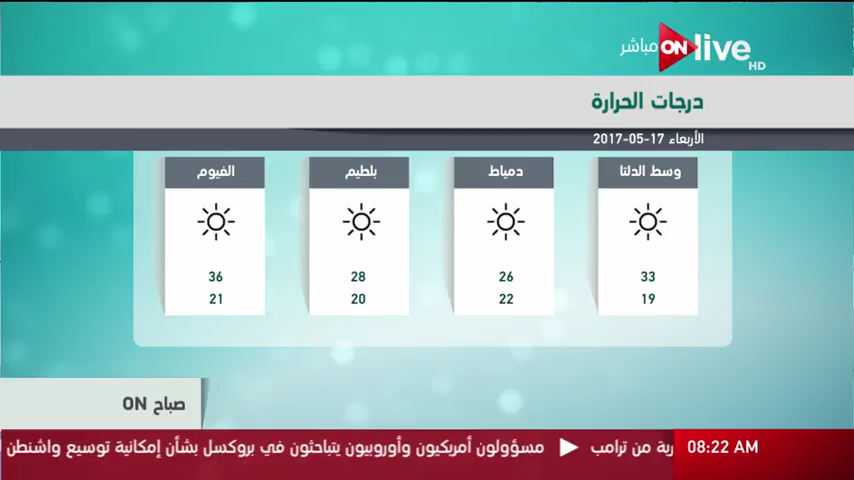 مباشر ON live HD
درجات الحرارة
الأربعاء 17-05-2017
وسط الدلتا
33
19
دمياط
26
22
بلطيم
28
20
الفيوم
36
21
صباح ON
08:22 AM
من ترامب ◀ مسؤولون أمريكيون وأوروبيون يتباحثون في بروكسل بشأن إمكانية توسيع واشنطن